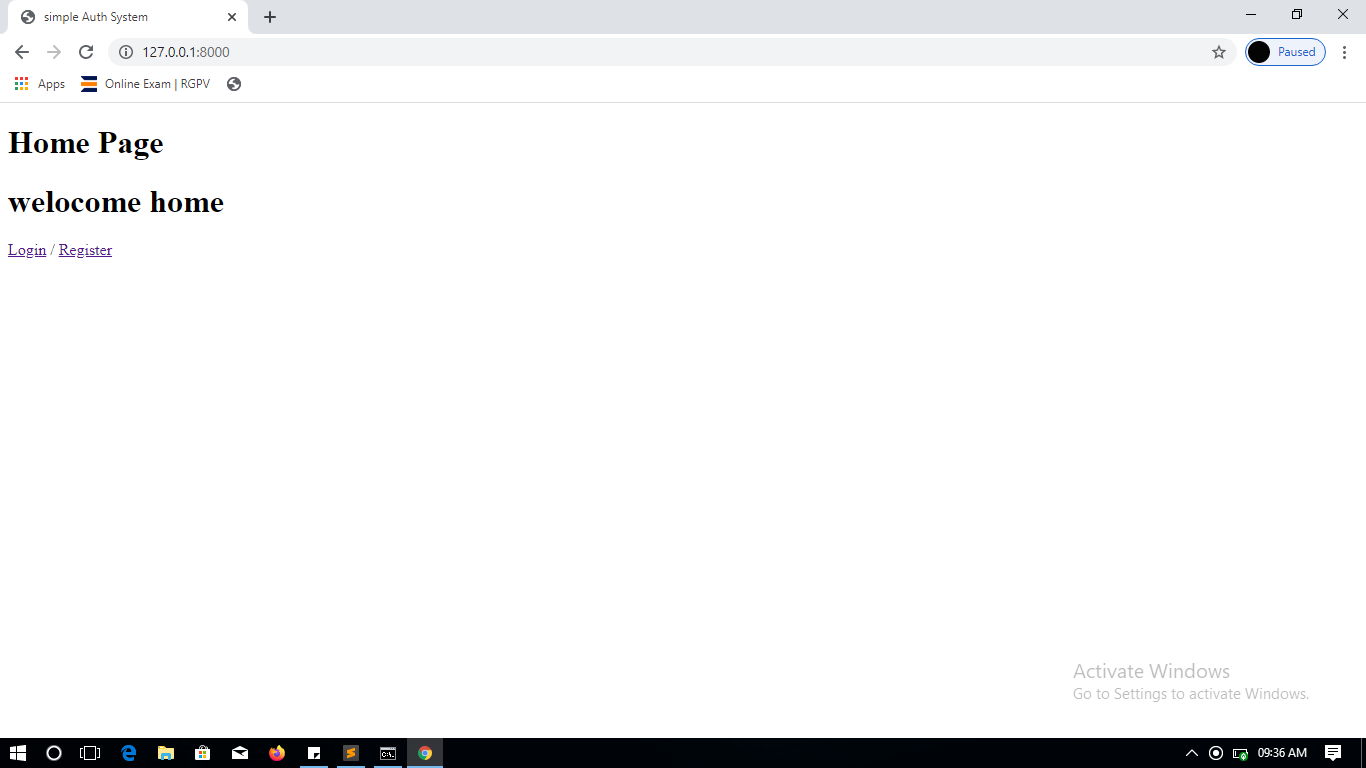 simple Auth System
127.0.0.1:8000
Paused
Apps
Online Exam | RGPV
Home Page
welocome home
Login / Register
Activate Windows
Go to Settings to activate Windows.
09:36 AM